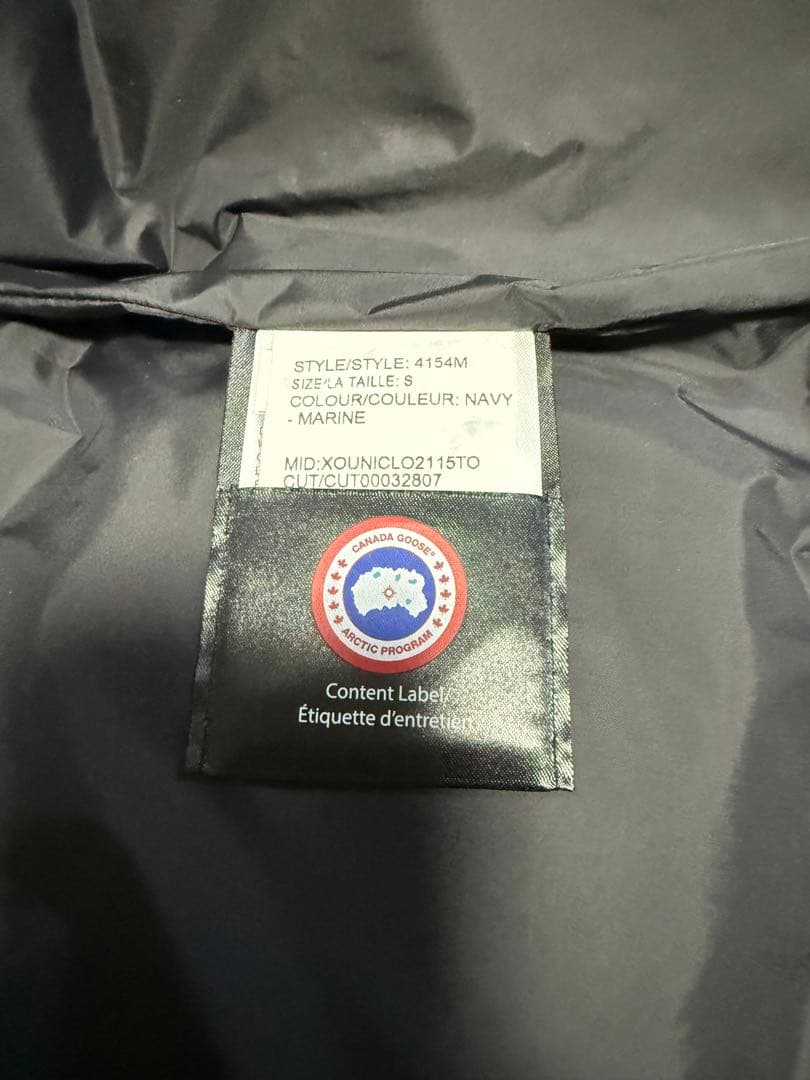 STYLE/STYLE: 4154M
SIZE/LA TAILLE: S
COLOUR/COULEUR: NAVY
- MARINE
MID:XOUNICLO2115TO
CUT/CUT00032807
CANADA GOOSE®
ARCTIC PROGRAM
Content Label/
Étiquette d'entretien